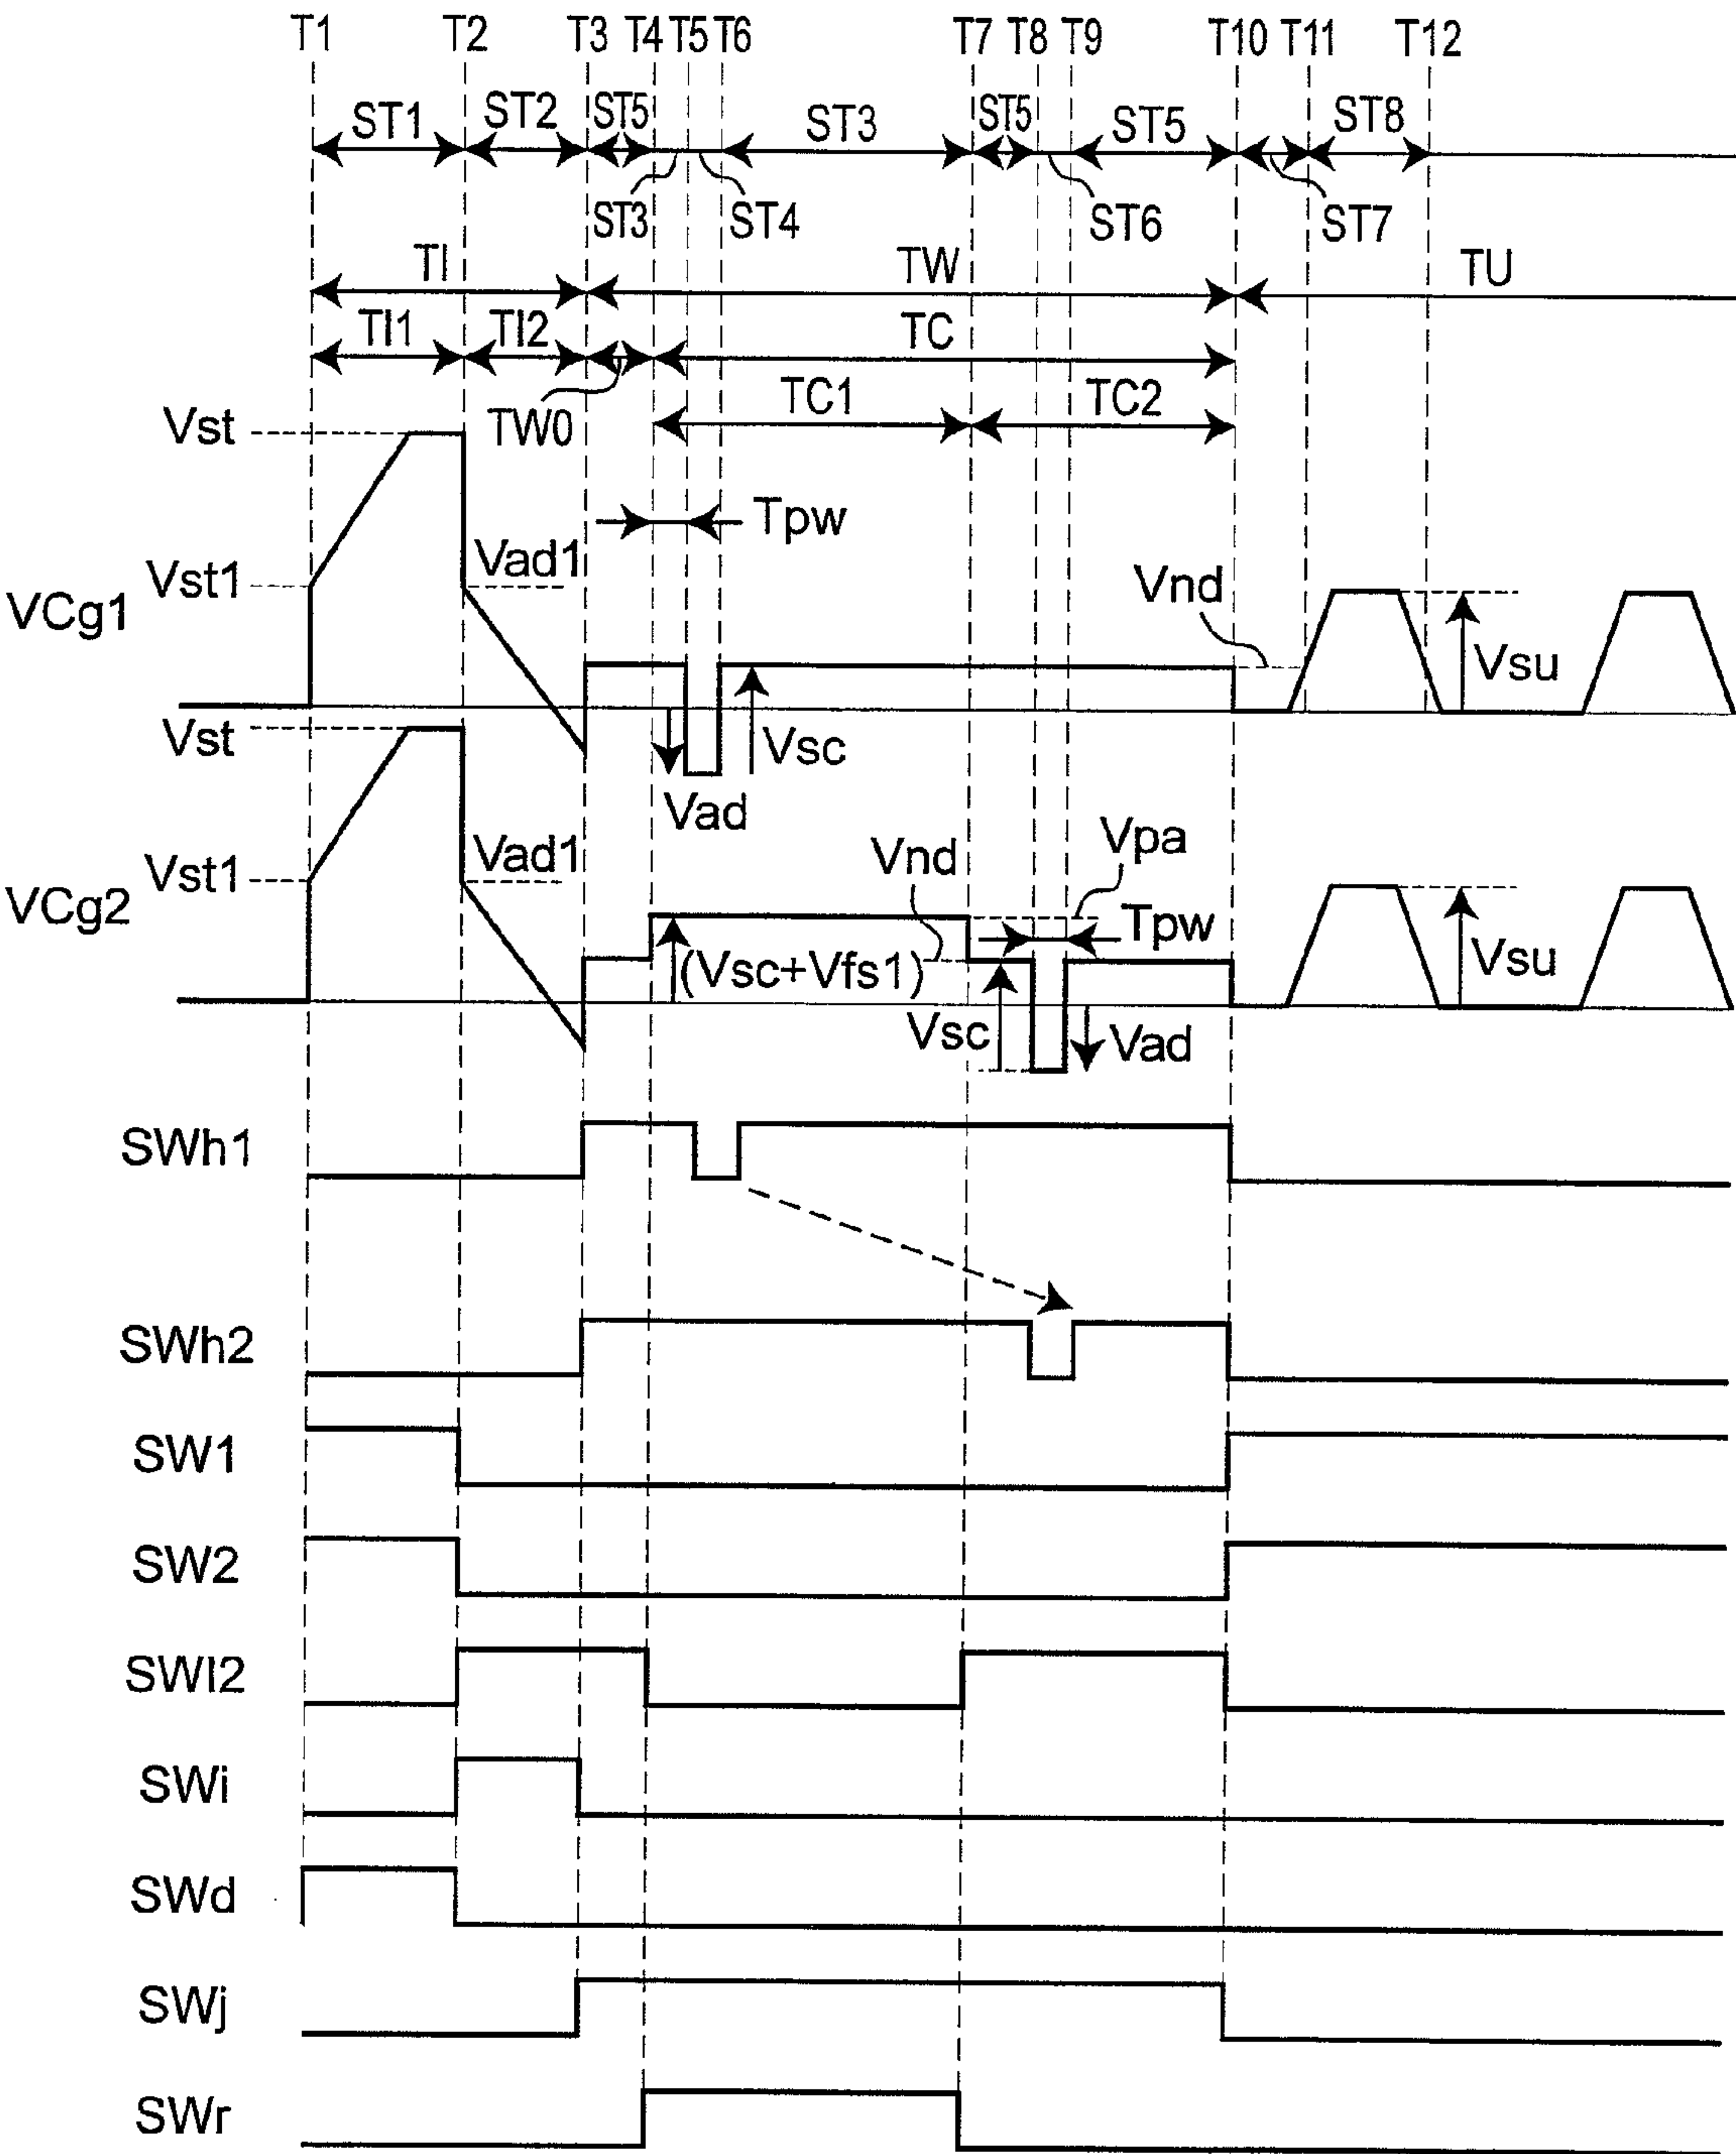 T1 T2 T3 T4 T5 T6 T7 T8 T9 T10 T11 T12
ST1 ST2 ST5 ST3 ST5 ST5 ST8
ST3 ST4 ST6 ST7
TI TW TU
TI1 TI2 TC
TW0 TC1 TC2
Vst
Tpw
Vst1 Vad1 Vnd
VCg1
Vsu
Vst Vsc
Vad
Vst1 Vad1 Vnd Vpa
VCg2 Tpw
(Vsc+Vfs1) Vsu
Vsc Vad
SWh1
SWh2
SW1
SW2
SWl2
SWi
SWd
SWj
SWr